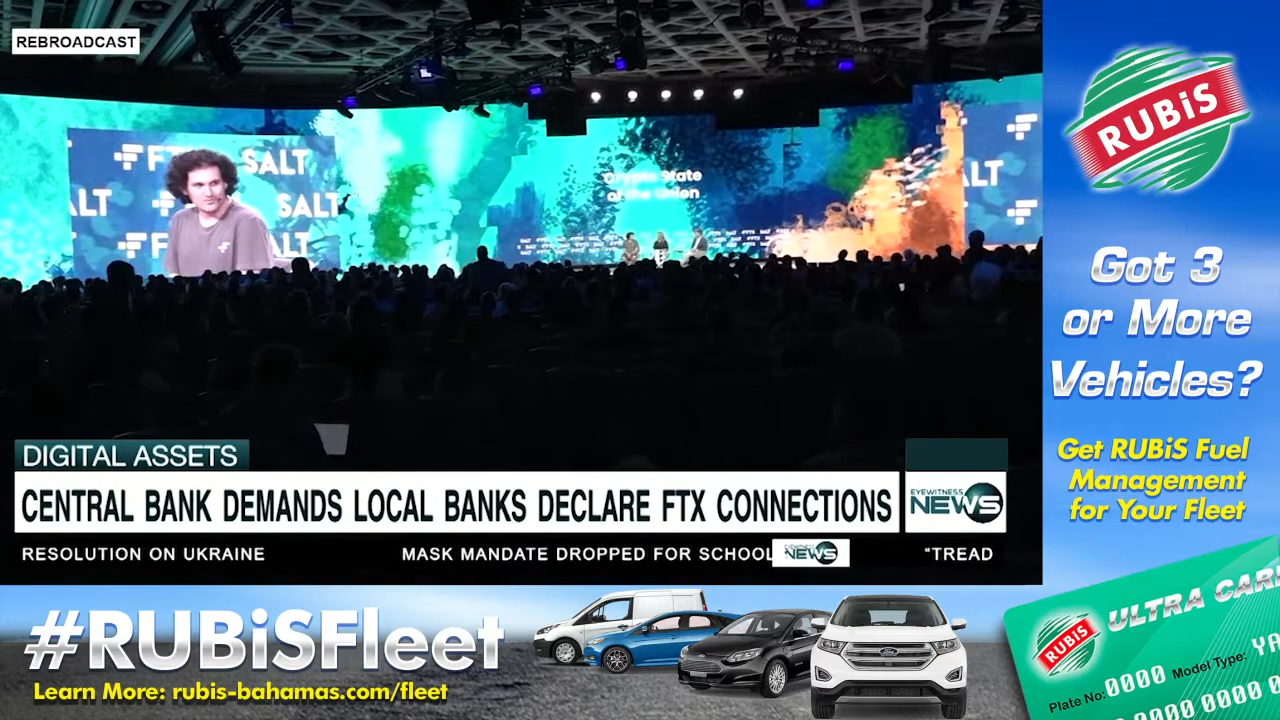 REBROADCAST
FTX SALT
SALT
SALT
Crypto State
of the Union
DIGITAL ASSETS
CENTRAL BANK DEMANDS LOCAL BANKS DECLARE FTX CONNECTIONS
EYEWITNESS
NEWS
RESOLUTION ON UKRAINE
MASK MANDATE DROPPED FOR SCHOOL
NEWS
“TREAD
RUBiS
Got 3
or More
Vehicles?
Get RUBiS Fuel
Management
for Your Fleet
#RUBiSFleet
Learn More: rubis-bahamas.com/fleet
RUBiS
ULTRA CAR
Plate No: 0000 Model Type: YA
0000 0000 0